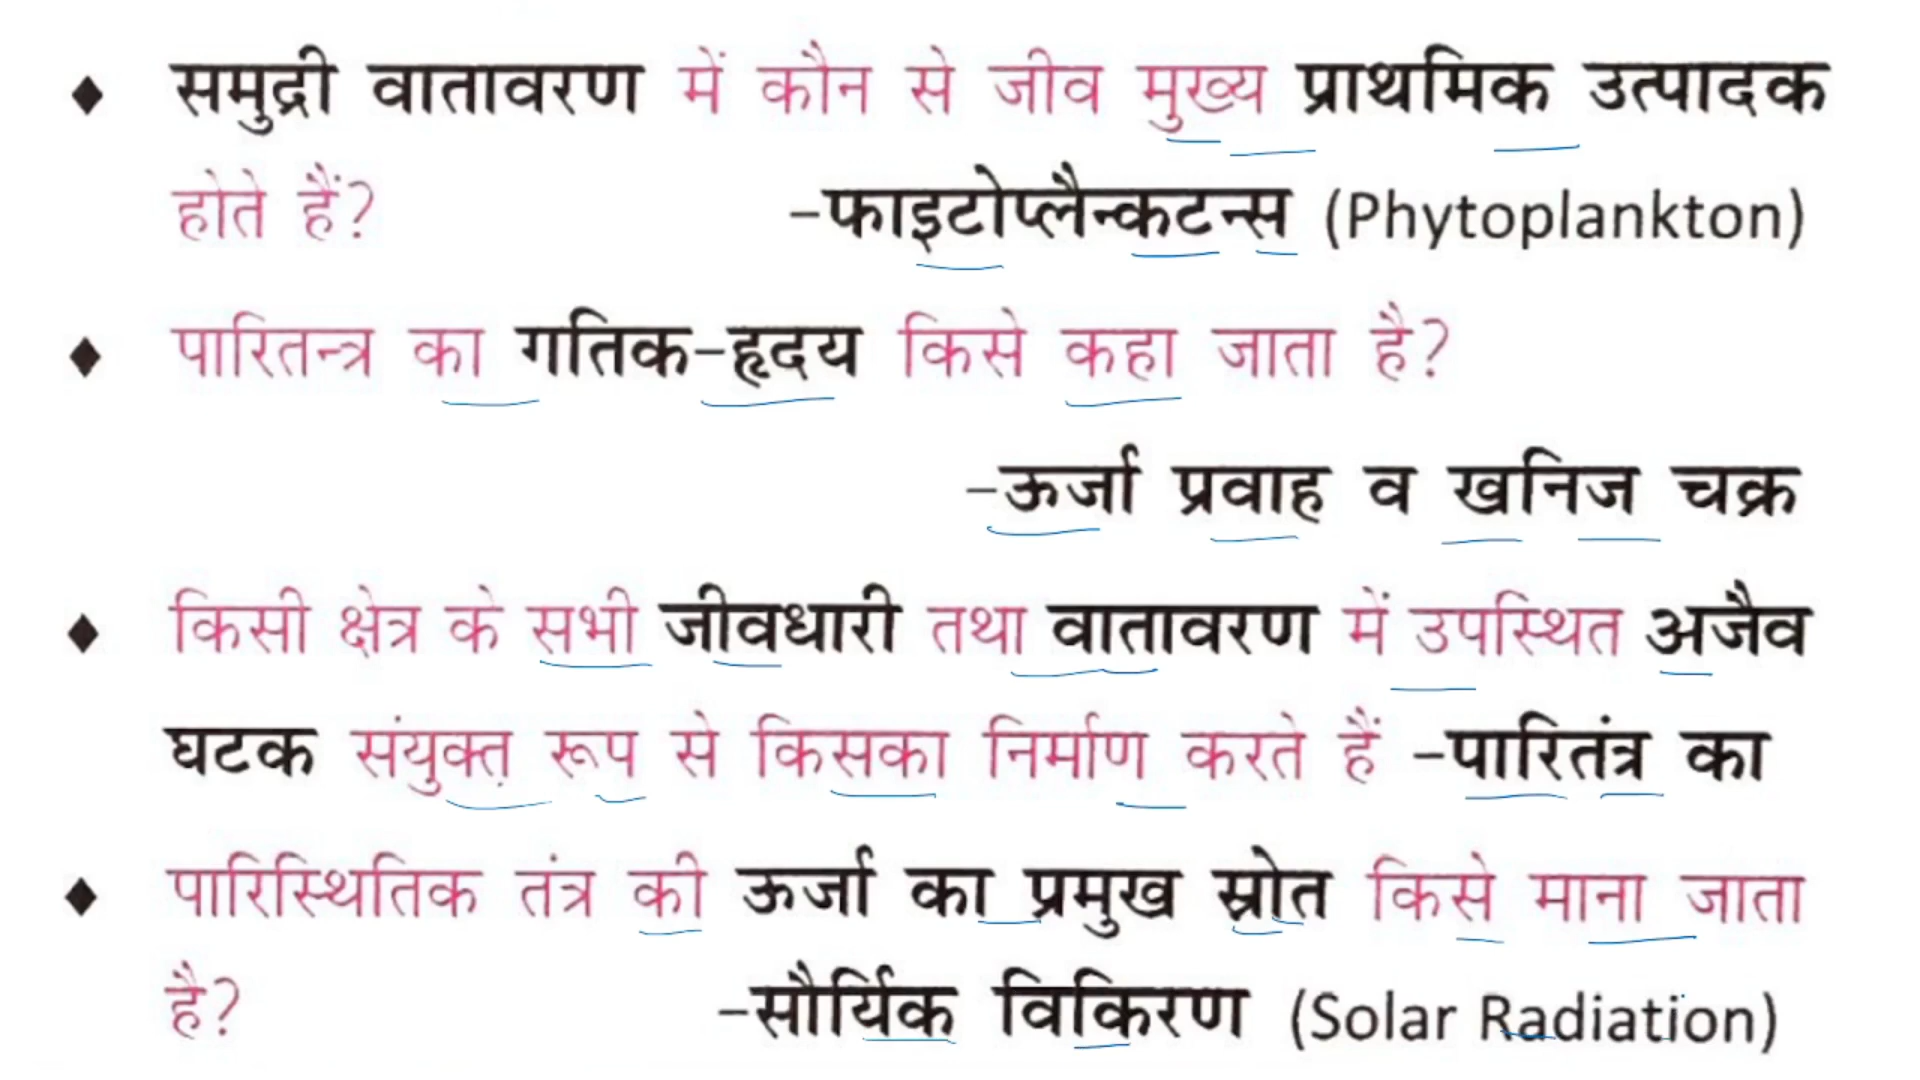 ♦ समुद्री वातावरण में कौन से जीव मुख्य प्राथमिक उत्पादक
होते हैं? -फाइटोप्लैन्कटन्स (Phytoplankton)
♦ पारितन्त्र का गतिक-हृदय किसे कहा जाता है?
-ऊर्जा प्रवाह व खनिज चक्र
♦ किसी क्षेत्र के सभी जीवधारी तथा वातावरण में उपस्थित अजैव
घटक संयुक्त रूप से किसका निर्माण करते हैं -पारितंत्र का
♦ पारिस्थितिक तंत्र की ऊर्जा का प्रमुख स्रोत किसे माना जाता
है? -सौर्यिक विकिरण (Solar Radiation)